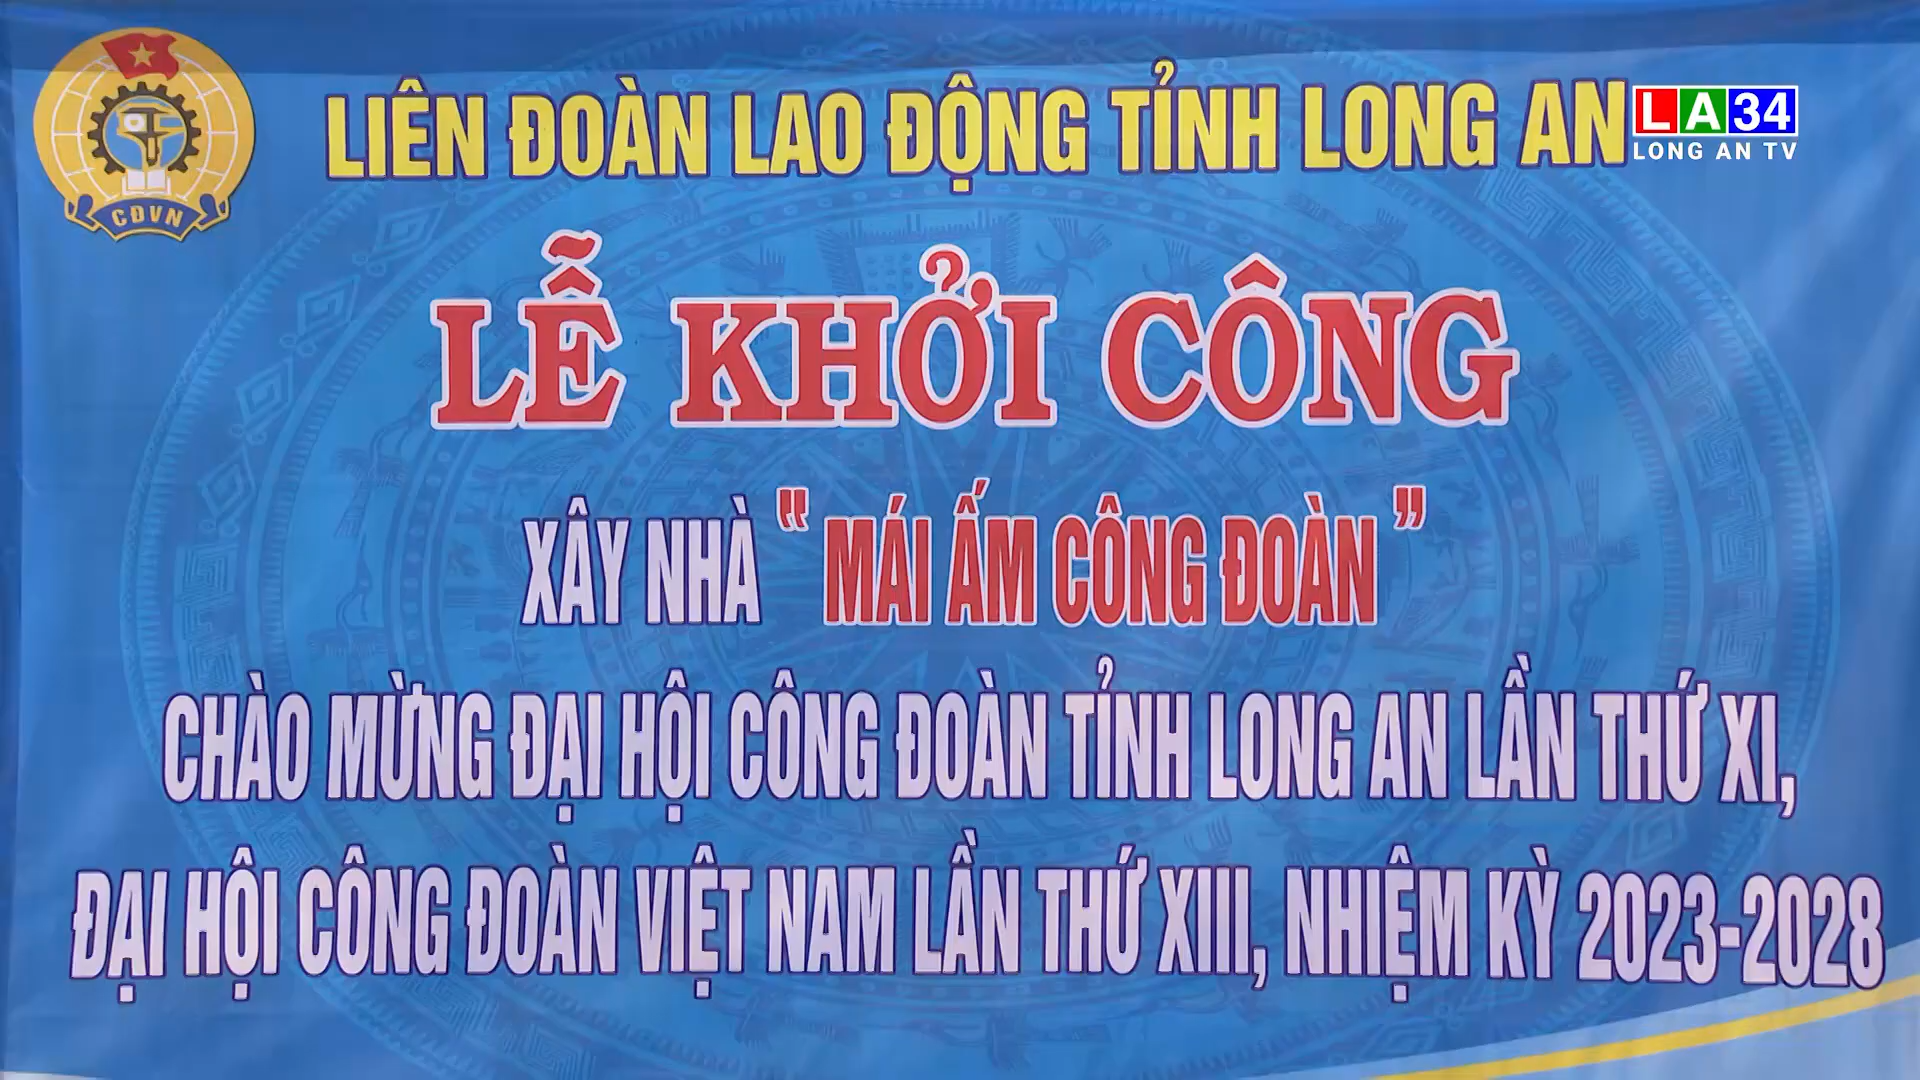 LIÊN ĐOÀN LAO ĐỘNG TỈNH LONG AN
LA34
LONG AN TV
CĐVN
LỄ KHỞI CÔNG
XÂY NHÀ "MÁI ẤM CÔNG ĐOÀN"
CHÀO MỪNG ĐẠI HỘI CÔNG ĐOÀN TỈNH LONG AN LẦN THỨ XI,
ĐẠI HỘI CÔNG ĐOÀN VIỆT NAM LẦN THỨ XIII, NHIỆM KỲ 2023-2028